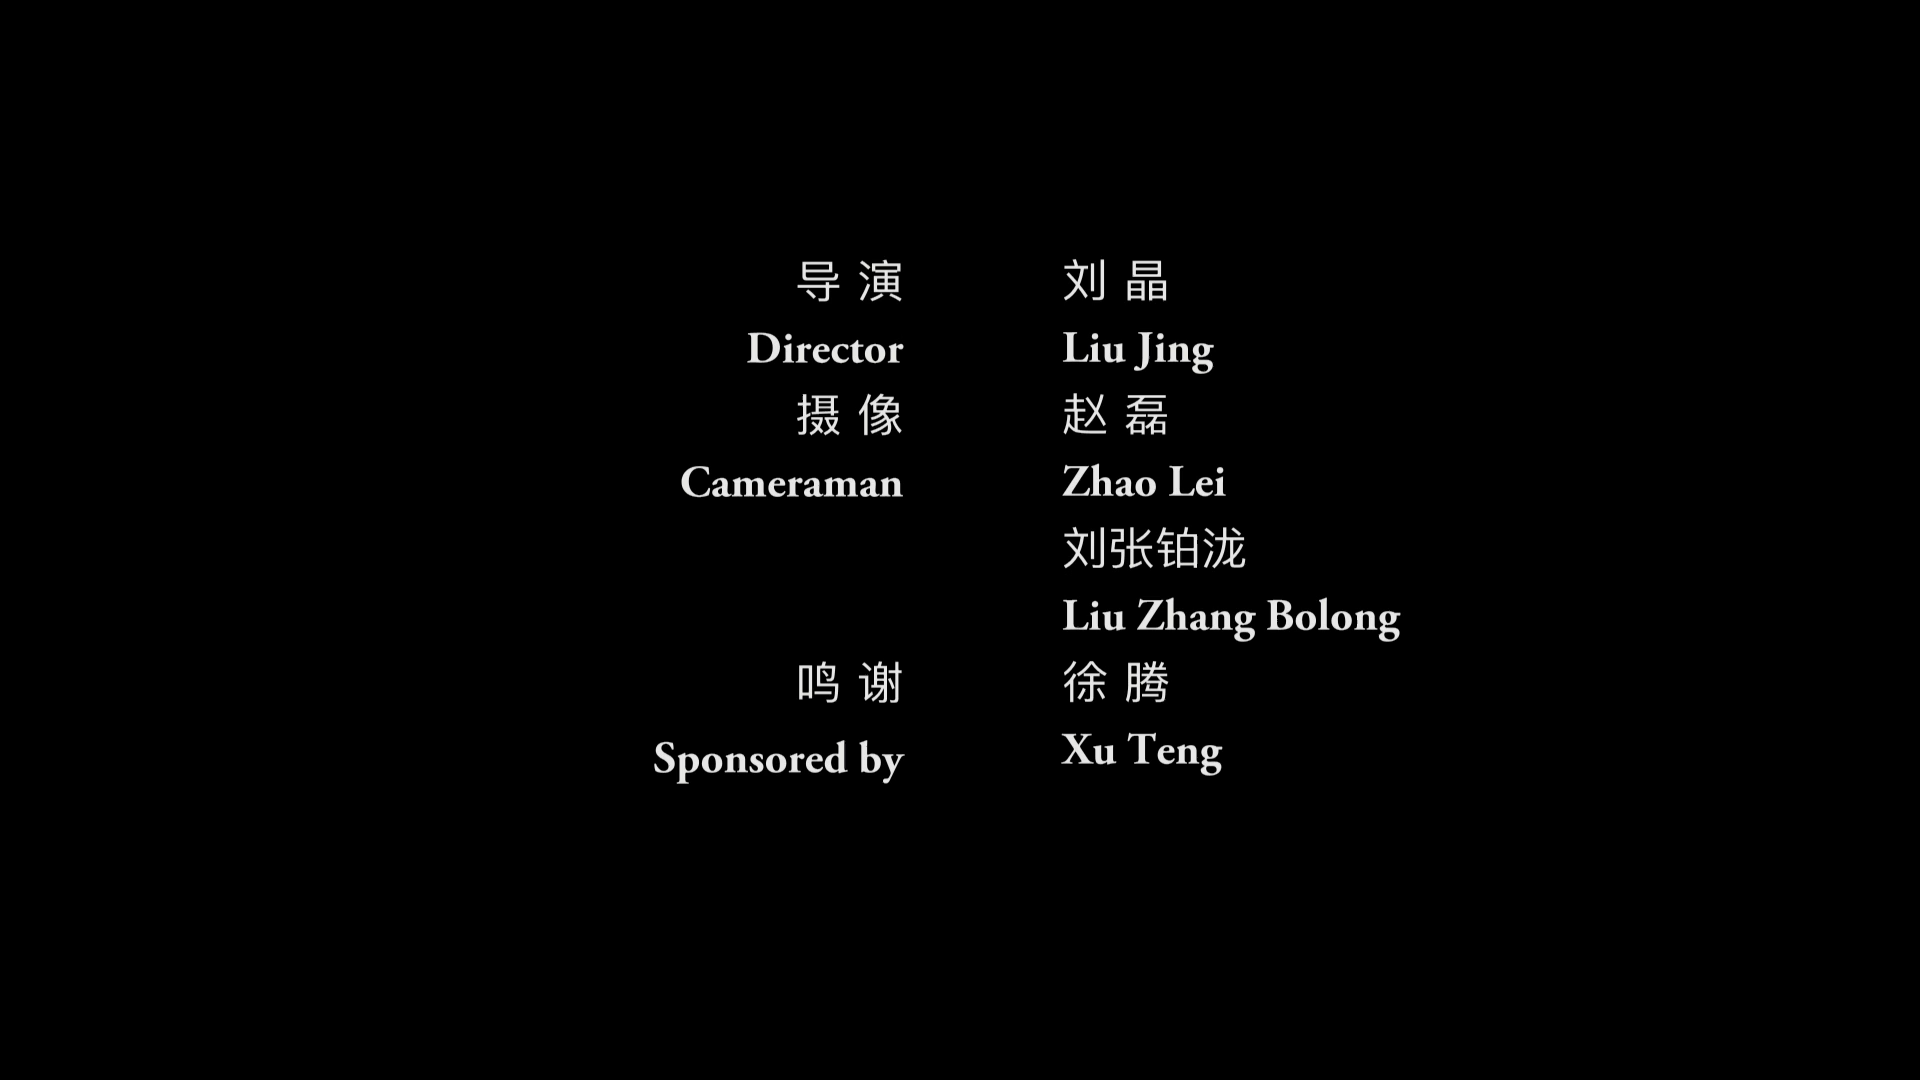 导 演 刘 晶
Director Liu Jing
摄 像 赵 磊
Cameraman Zhao Lei
刘张铂泷
Liu Zhang Bolong
鸣 谢 徐 腾
Sponsored by Xu Teng